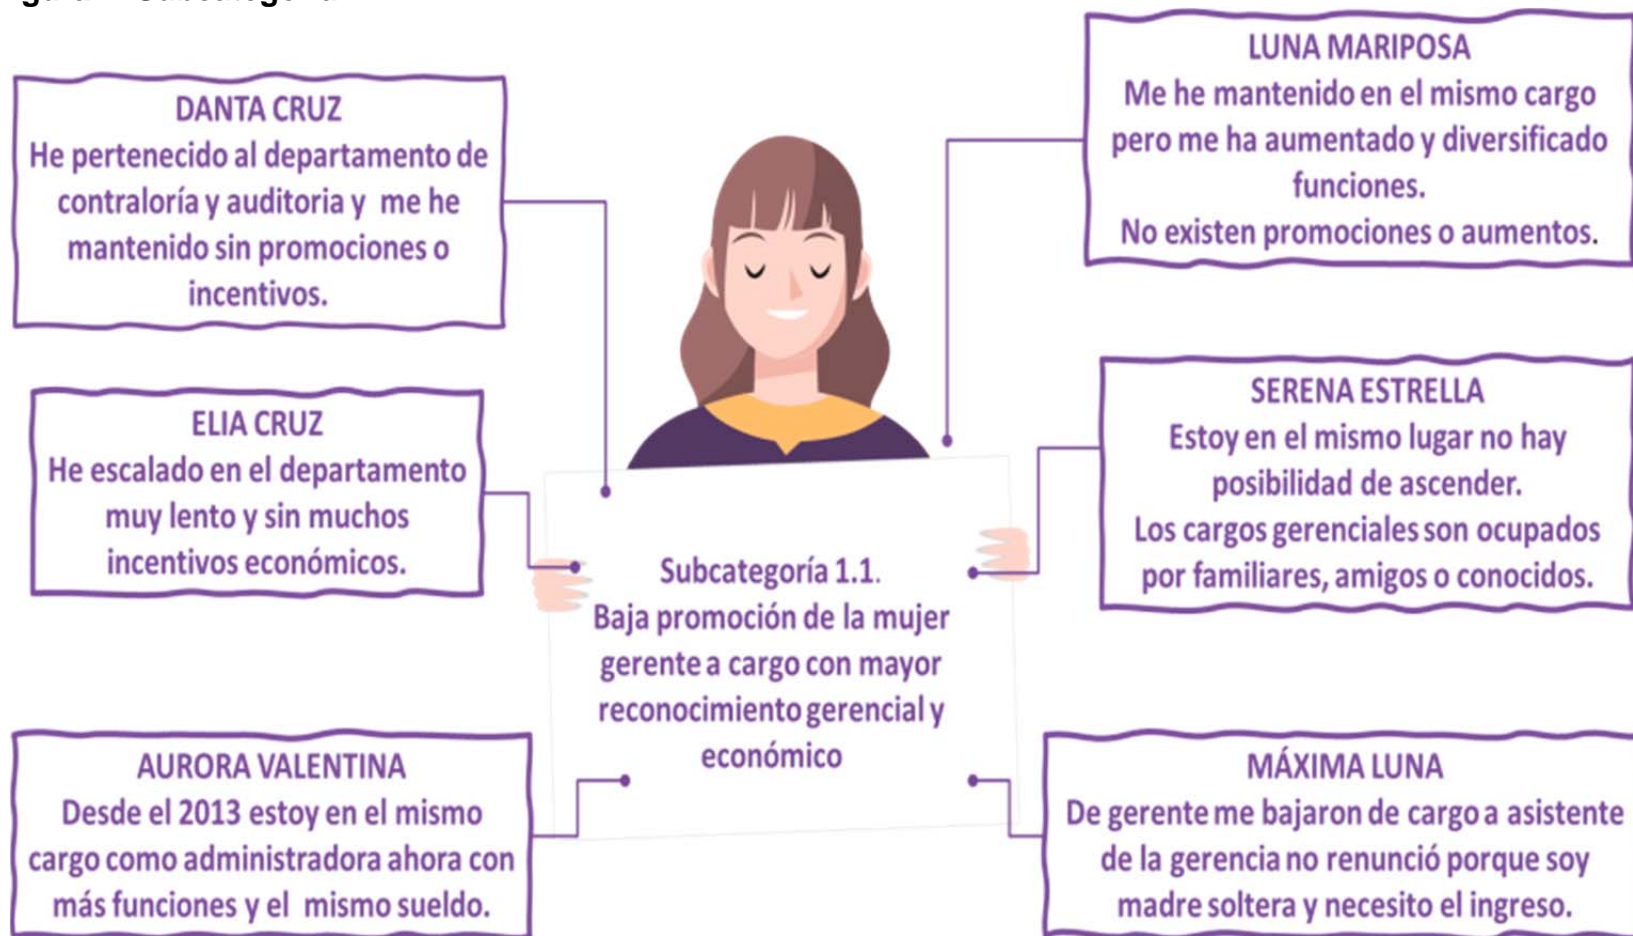 DANTA CRUZ
He pertenecido al departamento de
contraloría y auditoria y me he
mantenido sin promociones o
incentivos.
LUNA MARIPOSA
Me he mantenido en el mismo cargo
pero me ha aumentado y diversificado
funciones.
No existen promociones o aumentos.
ELIA CRUZ
He escalado en el departamento
muy lento y sin muchos
incentivos económicos.
SERENA ESTRELLA
Estoy en el mismo lugar no hay
posibilidad de ascender.
Los cargos gerenciales son ocupados
por familiares, amigos o conocidos.
Subcategoría 1.1.
Baja promoción de la mujer
gerente a cargo con mayor
reconocimiento gerencial y
económico
AURORA VALENTINA
Desde el 2013 estoy en el mismo
cargo como administradora ahora con
más funciones y el mismo sueldo.
MÁXIMA LUNA
De gerente me bajaron de cargo a asistente
de la gerencia no renunció porque soy
madre soltera y necesito el ingreso.